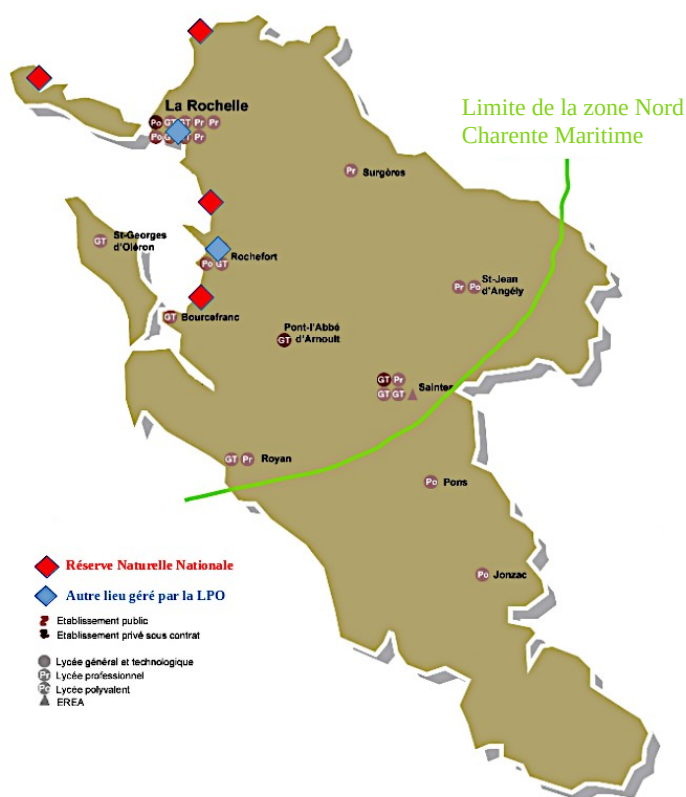 La Rochelle
Po GT GT Pr Pr
Po Pr
Limite de la zone Nord
Charente Maritime
Pr Surgères
GT St-Georges
d'Oléron
Rochefort
Po GT
St-Jean
Pr Po d'Angély
GT Bourcefranc
Pont-l'Abbé
GT d'Arnoult
GT Pr
Saintes
GT GT
GT Pr Royan
Po Pons
Po Jonzac
Réserve Naturelle Nationale
Autre lieu géré par la LPO
Etablissement public
Etablissement privé sous contrat
Lycée général et technologique
Pr Lycée professionnel
Po Lycée polyvalent
EREA